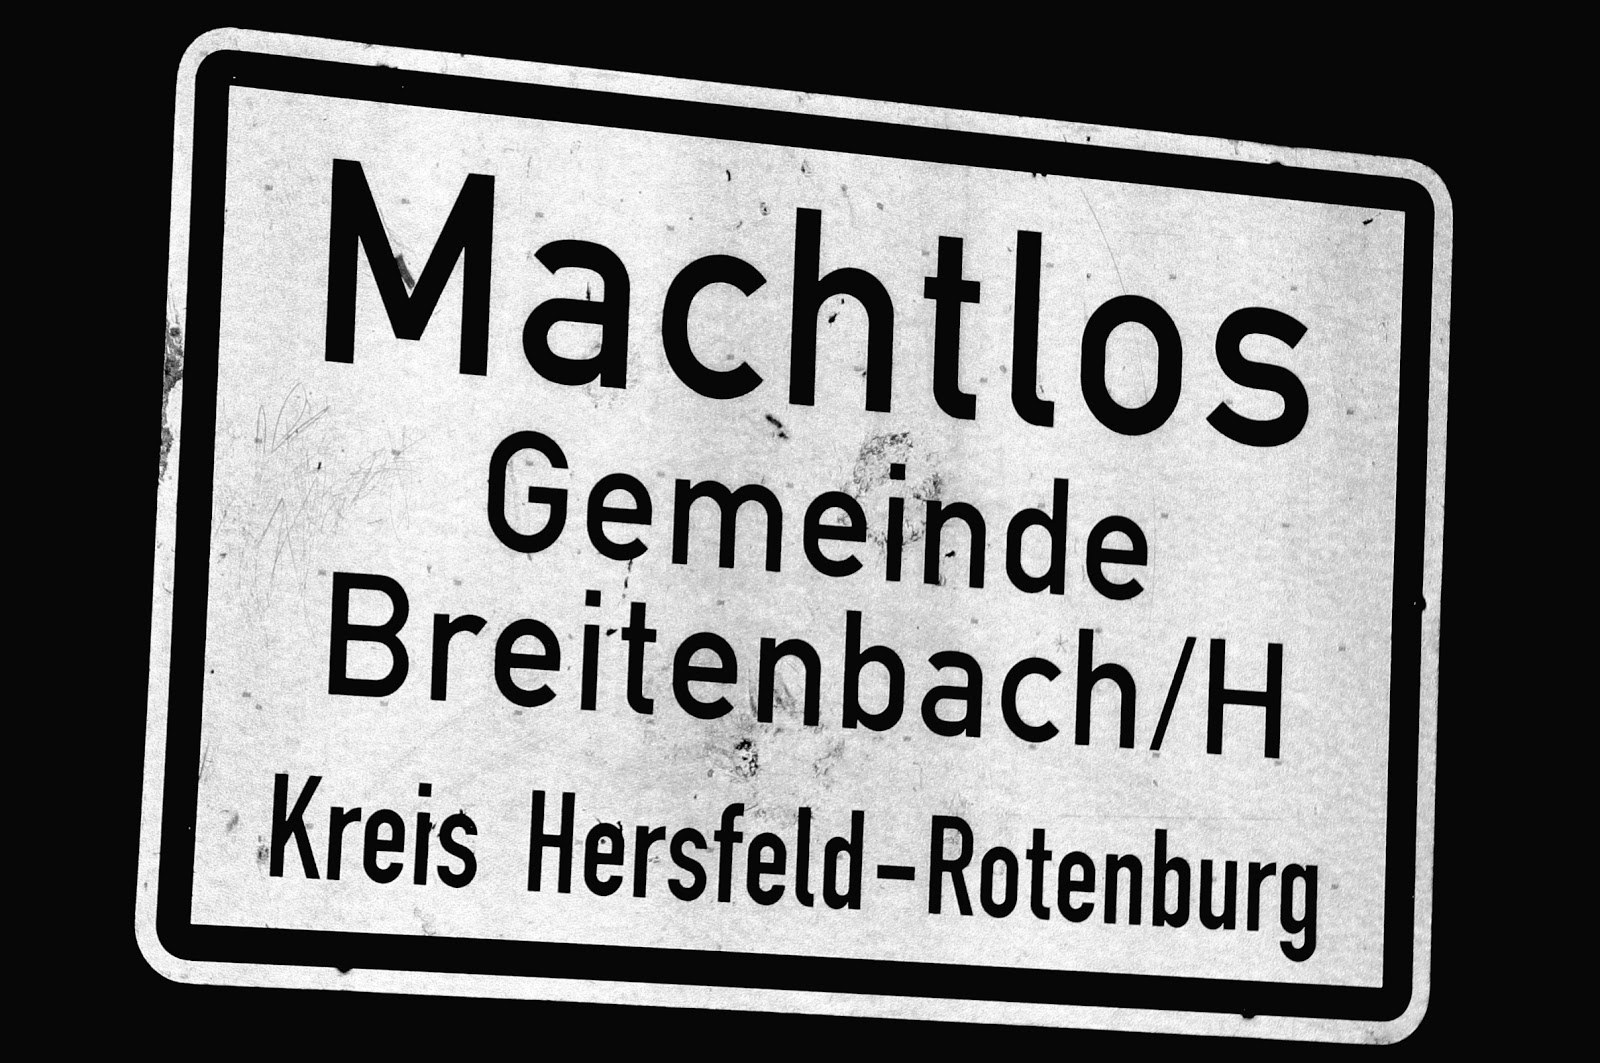 Machtlos
Gemeinde
Breitenbach/H
Kreis Hersfeld-Rotenburg